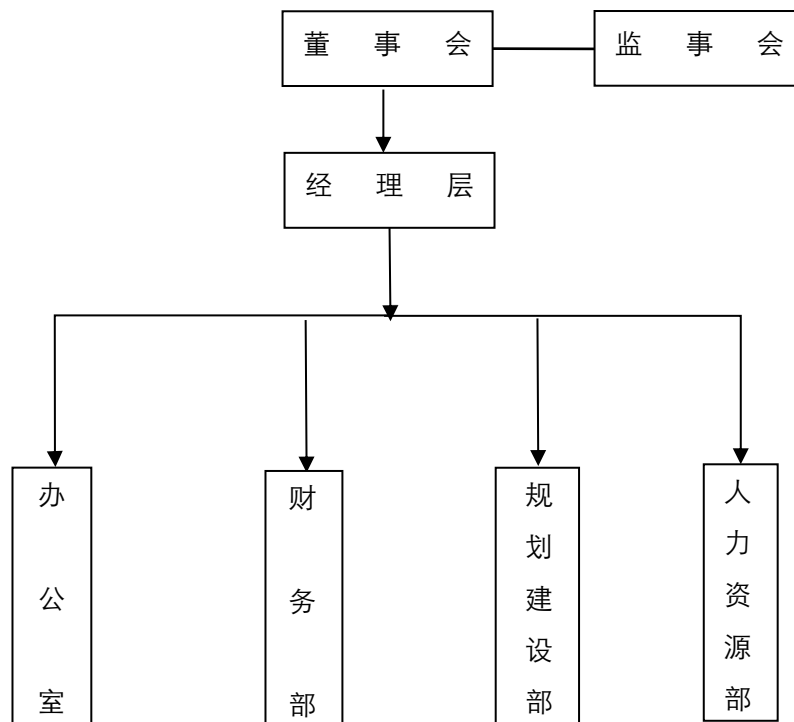 董事会
监事会
经理层
办公室
财务部
规划建设部
人力资源部